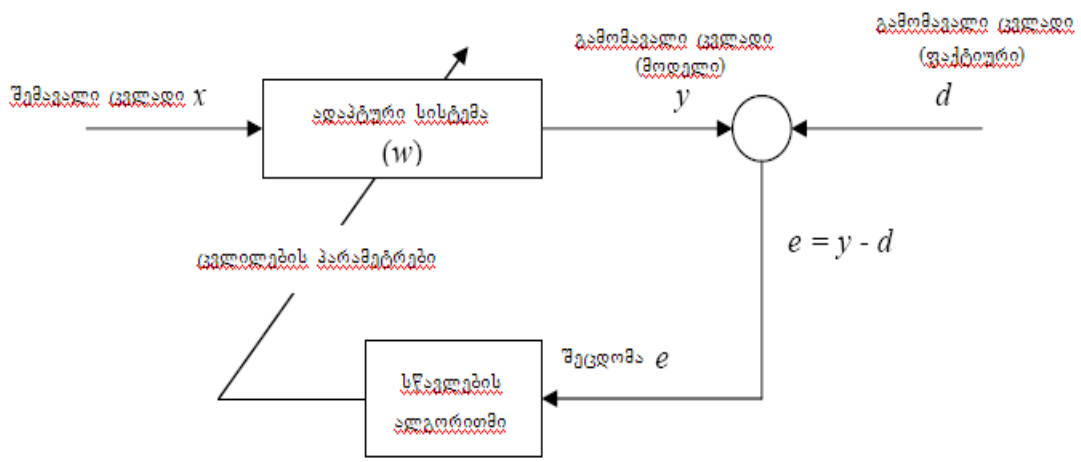 შემავალი ცვლადი x
ადაპტური სისტემა
(w)
გამომავალი ცვლადი
(მოდელი)
y
გამომავალი ცვლადი
(ფაქტიური)
d
e = y - d
ცვლილების პარამეტრები
შეცდომა e
სწავლების
ალგორითმი